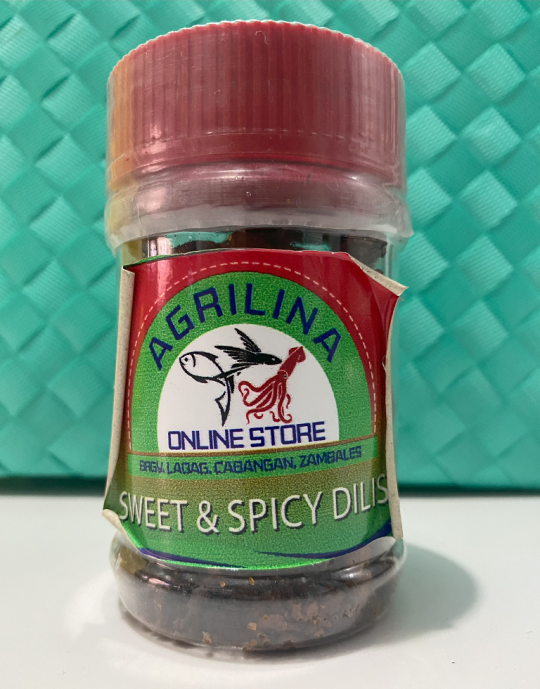 AGRILINA
ONLINE STORE
BRGY. LAOAG, CABANGAN, ZAMBALES
SWEET & SPICY DILIS